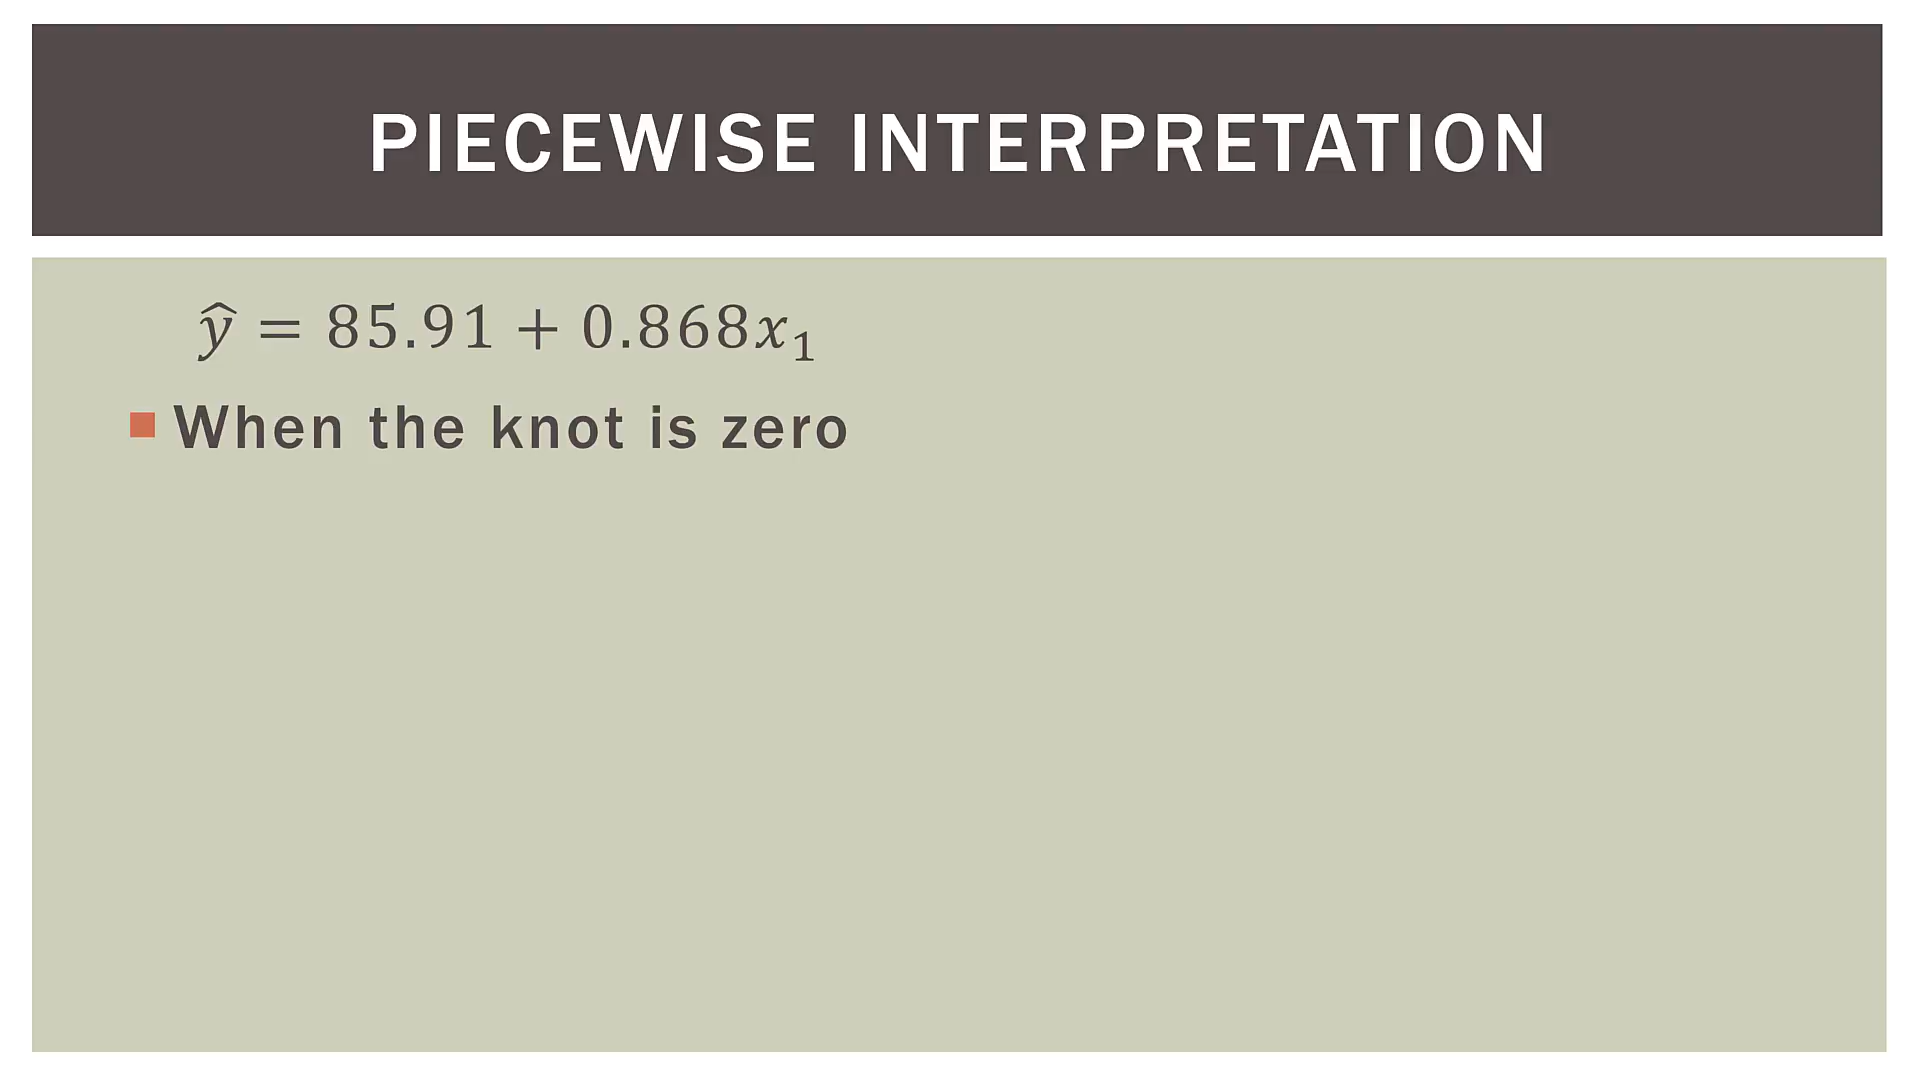 PIECEWISE INTERPRETATION
ŷ = 85.91 + 0.868x₁
When the knot is zero